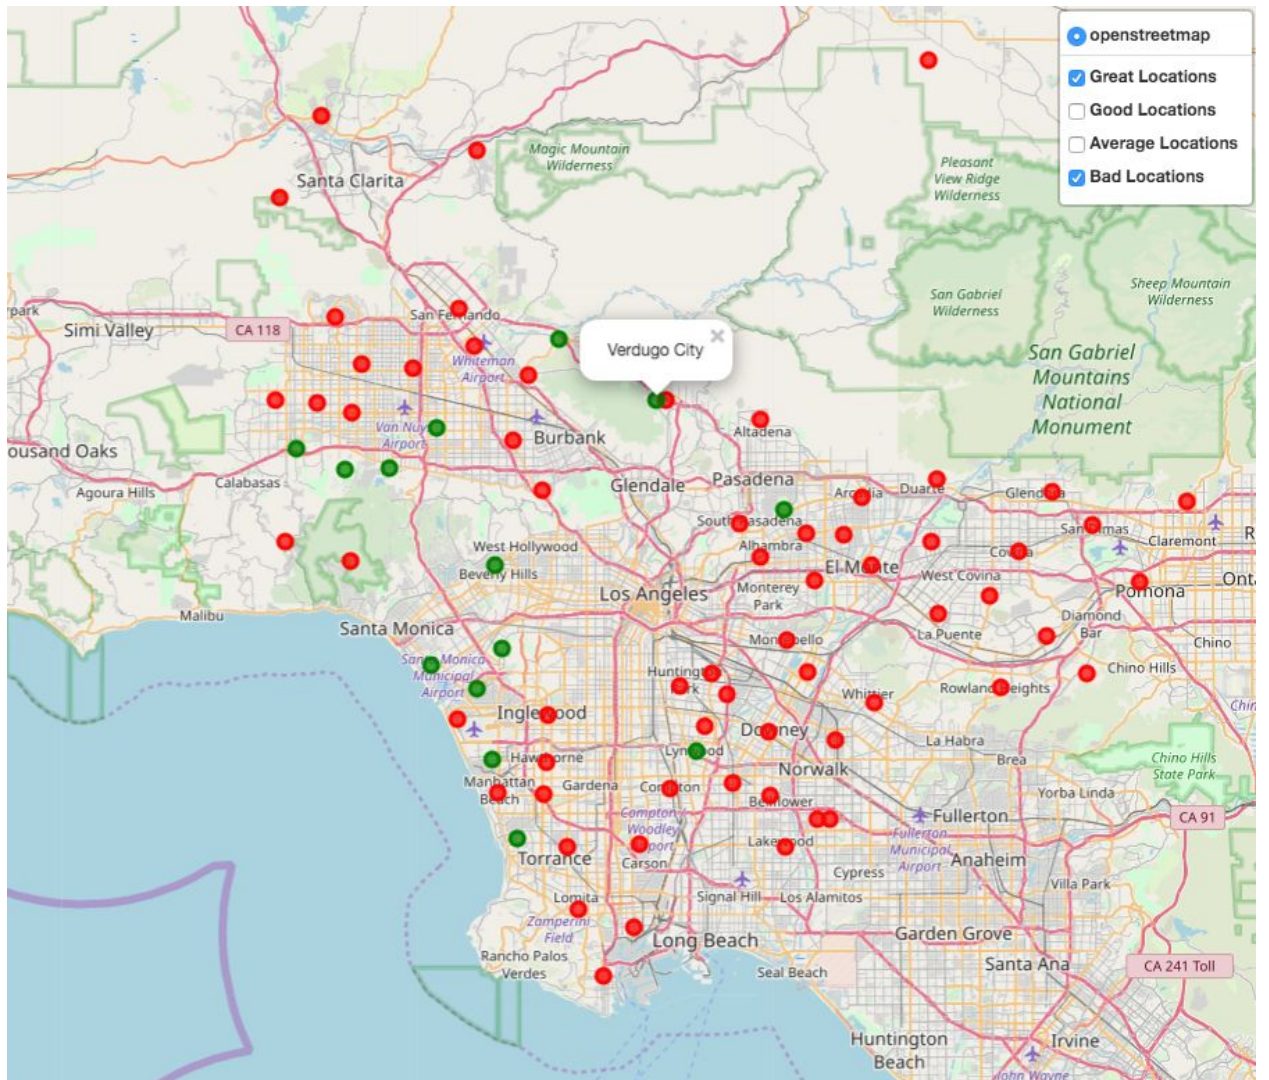 openstreetmap
Great Locations
Good Locations
Average Locations
Bad Locations
Magic Mountain
Wilderness
Pleasant
View Ridge
Wilderness
Santa Clarita
San Gabriel
Wilderness
Sheep Mountain
Wilderness
park
Simi Valley
CA 118
San Fernando
Verdugo City
×
Whiteman
Airport
San Gabriel
Mountains
National
Monument
Van Nuys
Airport
Burbank
Altadena
ousand Oaks
Agoura Hills
Calabasas
Glendale
Pasadena
Arcadia
Duarte
Glendora
South Pasadena
San Dimas
Claremont
R
West Hollywood
Alhambra
Covina
Beverly Hills
El Monte
West Covina
Onta
Los Angeles
Monterey
Park
Pomona
Malibu
Santa Monica
Diamond
Bar
Montebello
La Puente
Chino
Santa Monica
Municipal
Airport
Huntington
Park
Whittier
Rowland Heights
Chino Hills
Chin
Inglewood
Downey
La Habra
Lynwood
Hawthorne
Norwalk
Brea
Chino Hills
State Park
Manhattan
Beach
Gardena
Compton
Bellflower
Yorba Linda
Compton
Woodley
Airport
Fullerton
CA 91
Fullerton
Municipal
Airport
Lakewood
Torrance
Carson
Cypress
Anaheim
Villa Park
Lomita
Signal Hill
Los Alamitos
Zamperini
Field
Long Beach
Garden Grove
Rancho Palos
Verdes
Seal Beach
Santa Ana
CA 241 Toll
Huntington
Beach
Irvine
John Wayne